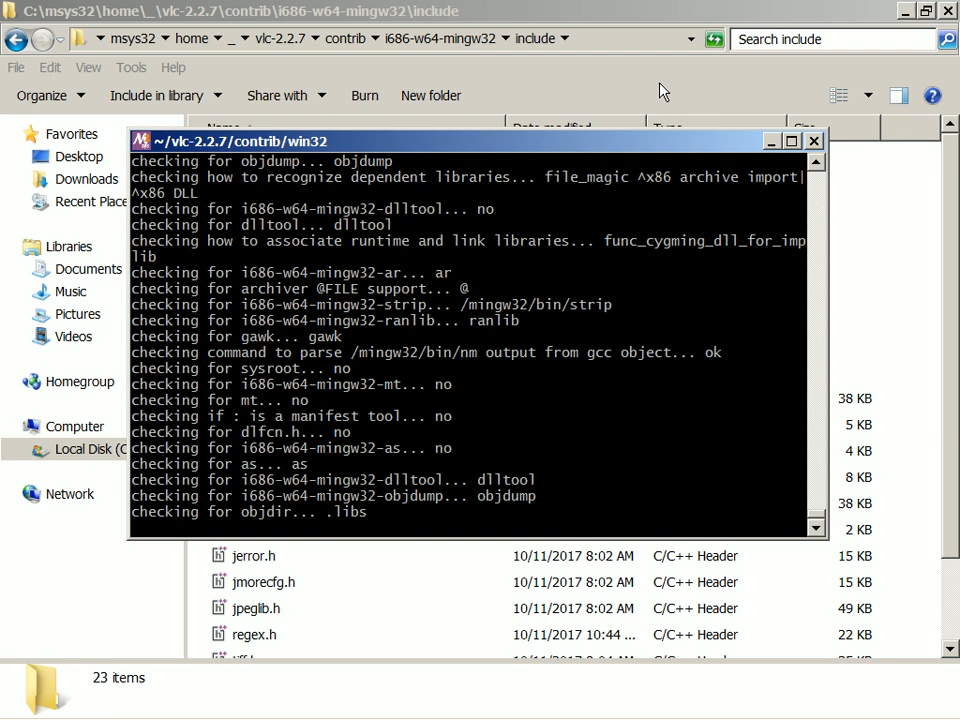 C:\msys32\home\_\vlc-2.2.7\contrib\i686-w64-mingw32\include
msys32 home _ vlc-2.2.7 contrib i686-w64-mingw32 include
Search include
File Edit View Tools Help
Organize Include in library Share with Burn New folder
Date modified Type Size
Favorites
Desktop
Downloads
Recent Place
Libraries
Documents
Music
Pictures
Videos
Homegroup
Computer
Local Disk (C
Network
~/vlc-2.2.7/contrib/win32
checking for objdump... objdump
checking how to recognize dependent libraries... file_magic ^x86 archive import|
^x86 DLL
checking for i686-w64-mingw32-dlltool... no
checking for dlltool... dlltool
checking how to associate runtime and link libraries... func_cygming_dll_for_imp
lib
checking for i686-w64-mingw32-ar... ar
checking for archiver @FILE support... @
checking for i686-w64-mingw32-strip... /mingw32/bin/strip
checking for i686-w64-mingw32-ranlib... ranlib
checking for gawk... gawk
checking command to parse /mingw32/bin/nm output from gcc object... ok
checking for sysroot... no
checking for i686-w64-mingw32-mt... no
checking for mt... no
checking if : is a manifest tool... no
checking for dlfcn.h... no
checking for i686-w64-mingw32-as... no
checking for as... as
checking for i686-w64-mingw32-dlltool... dlltool
checking for i686-w64-mingw32-objdump... objdump
checking for objdir... .libs
38 KB
5 KB
4 KB
8 KB
38 KB
2 KB
jerror.h 10/11/2017 8:02 AM C/C++ Header 15 KB
jmorecfg.h 10/11/2017 8:02 AM C/C++ Header 15 KB
jpeglib.h 10/11/2017 8:02 AM C/C++ Header 49 KB
regex.h 10/11/2017 10:44 ... C/C++ Header 22 KB
23 items